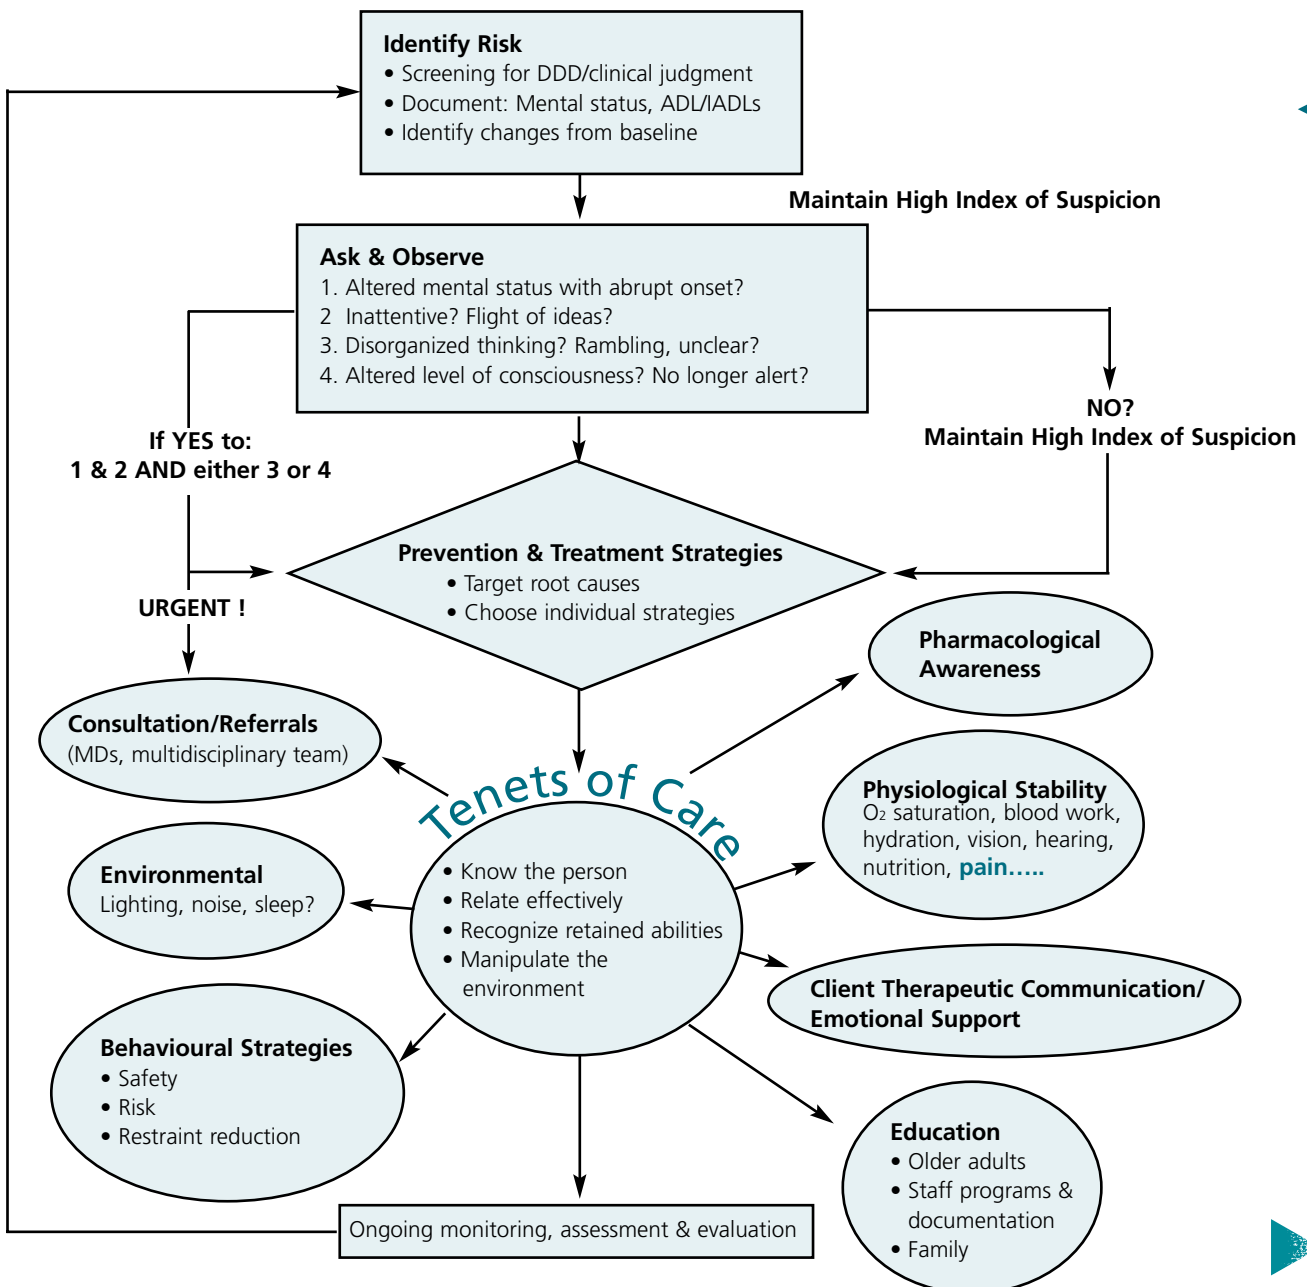 Identify Risk
• Screening for DDD/clinical judgment
• Document: Mental status, ADL/IADLs
• Identify changes from baseline
Maintain High Index of Suspicion
Ask & Observe
1. Altered mental status with abrupt onset?
2  Inattentive? Flight of ideas?
3. Disorganized thinking? Rambling, unclear?
4. Altered level of consciousness? No longer alert?
If YES to:
1 & 2 AND either 3 or 4
NO?
Maintain High Index of Suspicion
Prevention & Treatment Strategies
• Target root causes
• Choose individual strategies
URGENT !
Pharmacological
Awareness
Consultation/Referrals
(MDs, multidisciplinary team)
Tenets of Care
• Know the person
• Relate effectively
• Recognize retained abilities
• Manipulate the
environment
Physiological Stability
O2 saturation, blood work,
hydration, vision, hearing,
nutrition, pain.....
Environmental
Lighting, noise, sleep?
Client Therapeutic Communication/
Emotional Support
Behavioural Strategies
• Safety
• Risk
• Restraint reduction
Education
• Older adults
• Staff programs &
documentation
• Family
Ongoing monitoring, assessment & evaluation